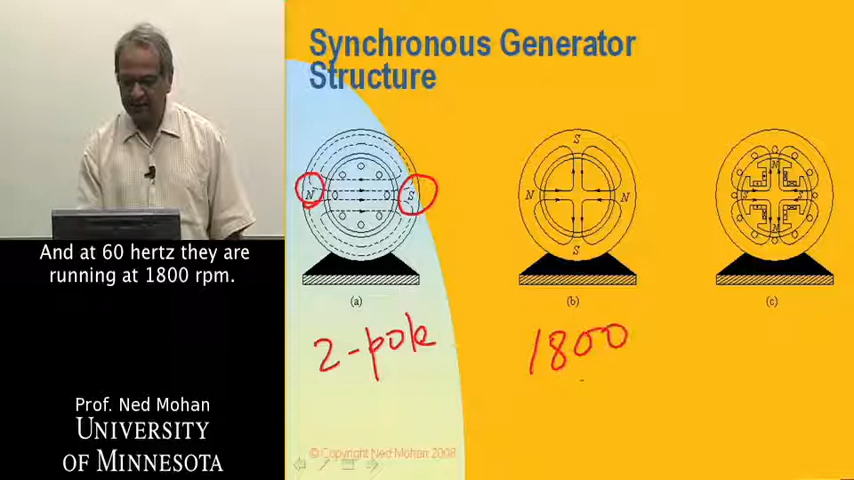 Synchronous Generator
Structure
N
S
S
N
N
S
N
S
S
N
(a)
(b)
(c)
2-pole
1800
And at 60 hertz they are
running at 1800 rpm.
Prof. Ned Mohan
UNIVERSITY
OF MINNESOTA
© Copyright Ned Mohan 2008